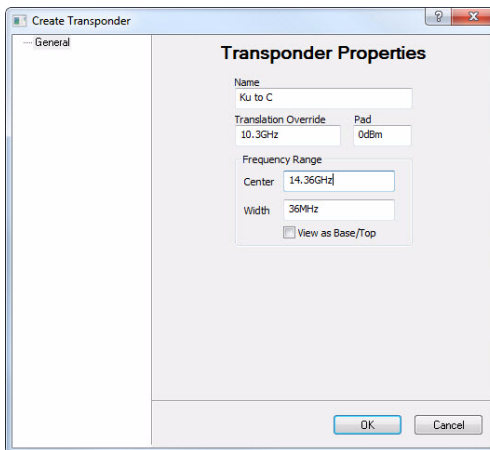 Create Transponder
General
Transponder Properties
Name
Ku to C
Translation Override Pad
10.3GHz 0dBm
Frequency Range
Center 14.36GHz
Width 36MHz
View as Base/Top
OK Cancel